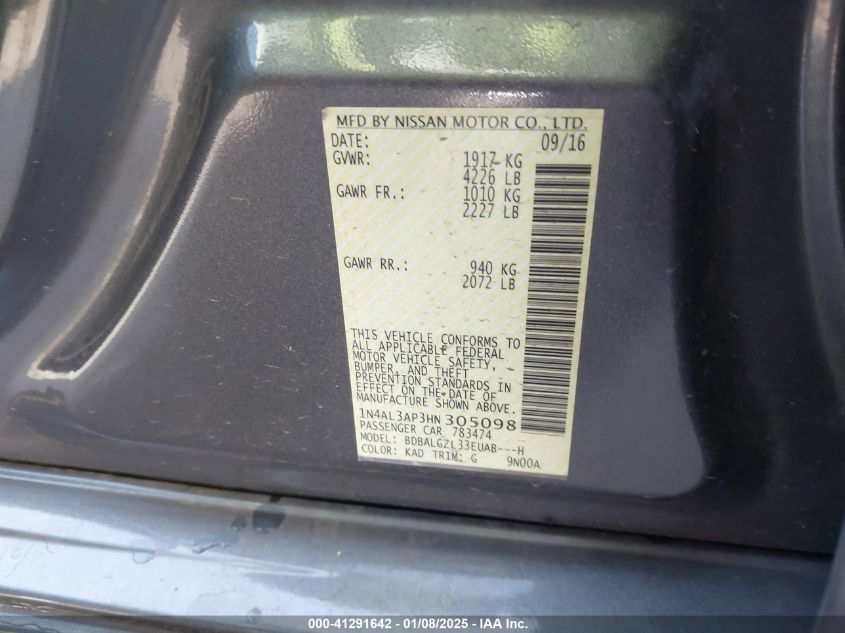 MFD BY NISSAN MOTOR CO., LTD.
DATE: 09/16
GVWR: 1917 KG
4226 LB
GAWR FR.: 1010 KG
2227 LB
GAWR RR.: 940 KG
2072 LB
THIS VEHICLE CONFORMS TO
ALL APPLICABLE FEDERAL
MOTOR VEHICLE SAFETY,
BUMPER, AND THEFT
PREVENTION STANDARDS IN
EFFECT ON THE DATE OF
MANUFACTURE SHOWN ABOVE.
1N4AL3AP3HN305098
PASSENGER CAR 783474
MODEL: BDBALGZL33EUAB---H
COLOR: KAD TRIM: G 9N00A
000-41291642 - 01/08/2025 - IAA Inc.